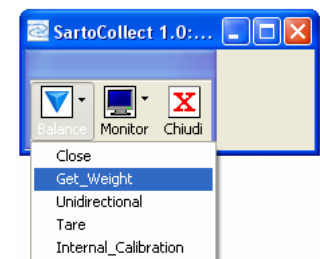 SartoCollect 1.0:...
Balance Monitor Chiudi
Close
Get_Weight
Unidirectional
Tare
Internal_Calibration